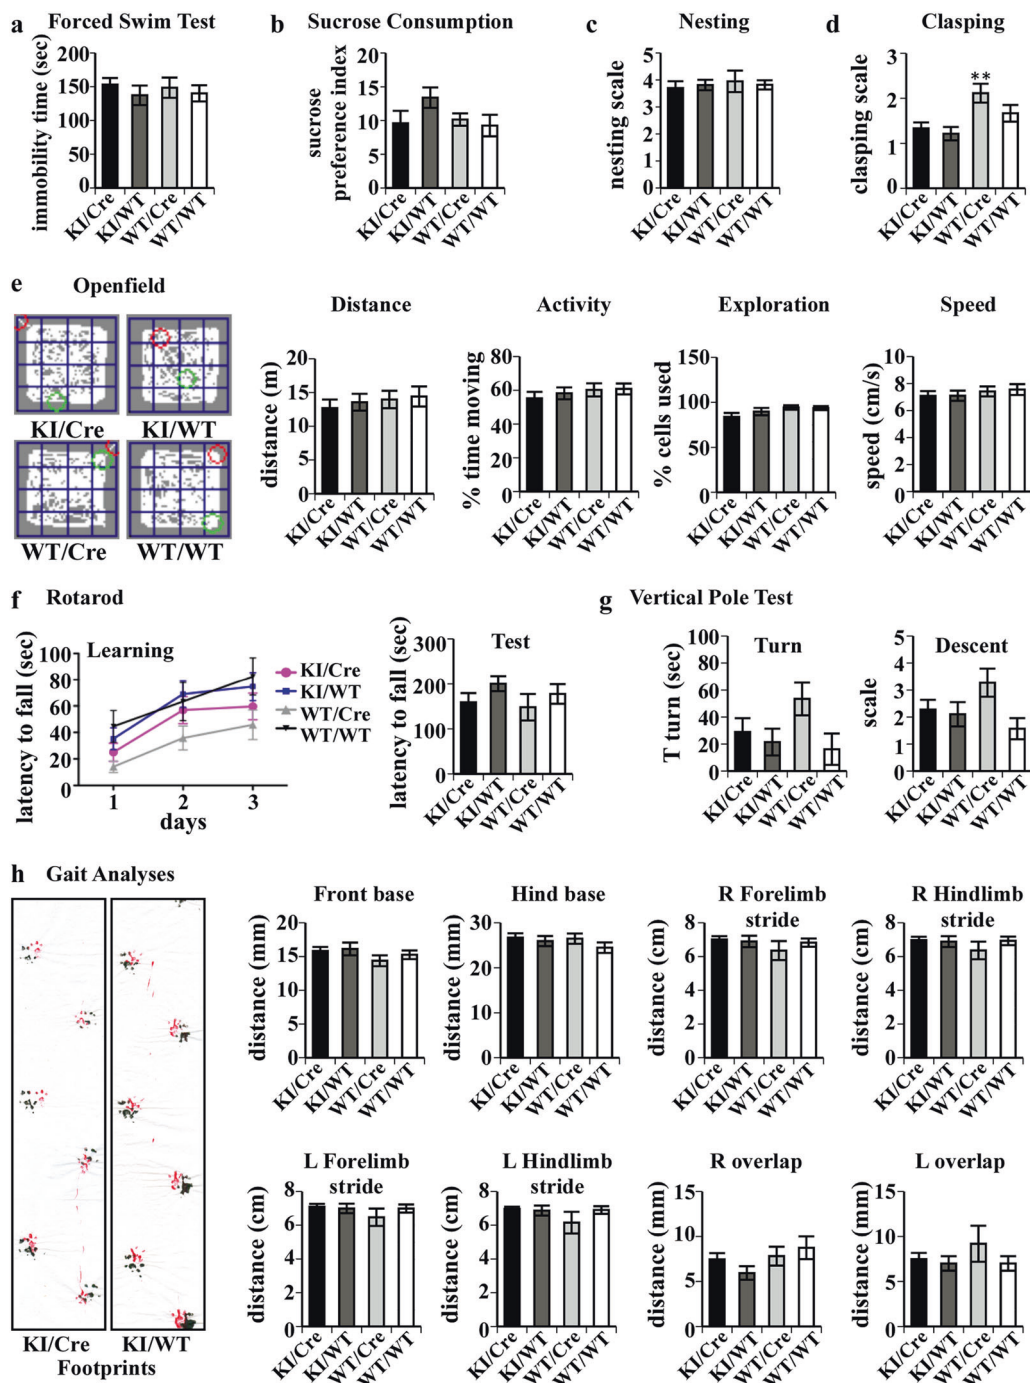 a Forced Swim Test
immobility time (sec)
200
150
100
50
0
KI/Cre
KI/WT
WT/Cre
WT/WT
b Sucrose Consumption
sucrose
preference index
20
15
10
5
0
KI/Cre
KI/WT
WT/Cre
WT/WT
c Nesting
nesting scale
5
4
3
2
1
0
KI/Cre
KI/WT
WT/Cre
WT/WT
d Clasping
clasping scale
3
2
1
0
**
KI/Cre
KI/WT
WT/Cre
WT/WT
e Openfield
KI/Cre KI/WT
WT/Cre WT/WT
Distance
distance (m)
20
15
10
5
0
KI/Cre
KI/WT
WT/Cre
WT/WT
Activity
% time moving
100
80
60
40
20
0
KI/Cre
KI/WT
WT/Cre
WT/WT
Exploration
% cells used
150
100
50
0
KI/Cre
KI/WT
WT/Cre
WT/WT
Speed
speed (cm/s)
10
8
6
4
2
0
KI/Cre
KI/WT
WT/Cre
WT/WT
f Rotarod
Learning
latency to fall (sec)
100
80
60
40
20
0
1 2 3
days
KI/Cre
KI/WT
WT/Cre
WT/WT
Test
latency to fall (sec)
300
200
100
0
KI/Cre
KI/WT
WT/Cre
WT/WT
g Vertical Pole Test
Turn
T turn (sec)
100
80
60
40
20
0
KI/Cre
KI/WT
WT/Cre
WT/WT
Descent
scale
5
4
3
2
1
0
KI/Cre
KI/WT
WT/Cre
WT/WT
h Gait Analyses
KI/Cre KI/WT
Footprints
Front base
distance (mm)
20
15
10
5
0
KI/Cre
KI/WT
WT/Cre
WT/WT
Hind base
distance (mm)
30
20
10
0
KI/Cre
KI/WT
WT/Cre
WT/WT
R Forelimb
stride
distance (cm)
8
6
4
2
0
KI/Cre
KI/WT
WT/Cre
WT/WT
R Hindlimb
stride
distance (cm)
8
6
4
2
0
KI/Cre
KI/WT
WT/Cre
WT/WT
L Forelimb
stride
distance (cm)
8
6
4
2
0
KI/Cre
KI/WT
WT/Cre
WT/WT
L Hindlimb
stride
distance (cm)
8
6
4
2
0
KI/Cre
KI/WT
WT/Cre
WT/WT
R overlap
distance (mm)
15
10
5
0
KI/Cre
KI/WT
WT/Cre
WT/WT
L overlap
distance (mm)
15
10
5
0
KI/Cre
KI/WT
WT/Cre
WT/WT